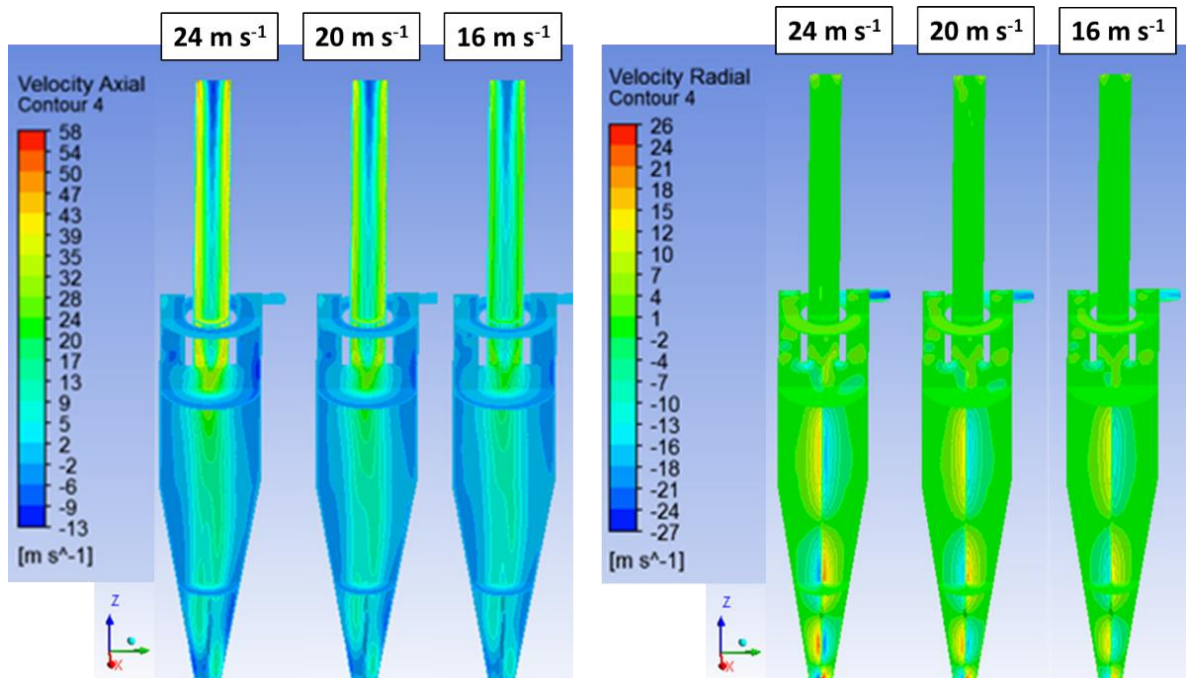 24 m s-1
20 m s-1
16 m s-1
Velocity Axial
Contour 4
58
54
50
47
43
39
35
32
28
24
20
17
13
9
5
2
-2
-6
-9
-13
[m s^-1]
Z
X
24 m s-1
20 m s-1
16 m s-1
Velocity Radial
Contour 4
26
24
21
18
15
12
10
7
4
1
-2
-4
-7
-10
-13
-16
-18
-21
-24
-27
[m s^-1]
Z
X